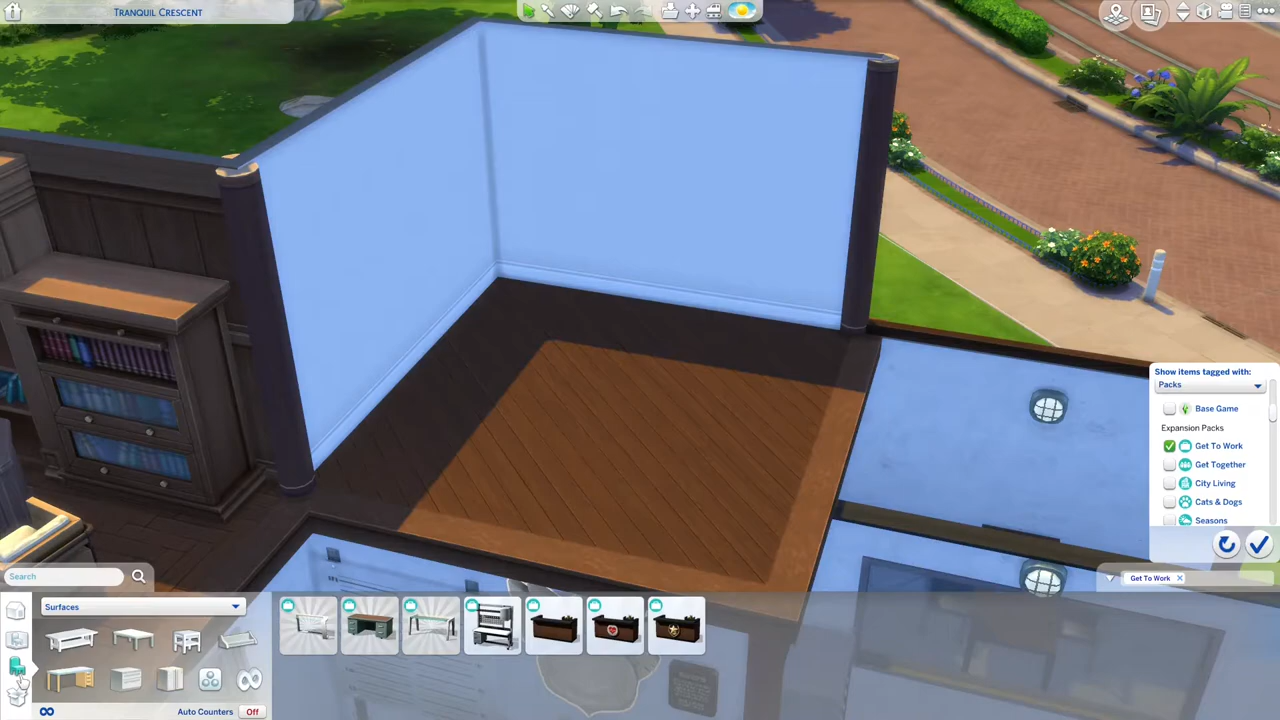 TRANQUIL CRESCENT
Show items tagged with:
Packs
Base Game
Expansion Packs
Get To Work
Get Together
City Living
Cats & Dogs
Seasons
Get To Work
Search
Surfaces
Auto Counters
Off